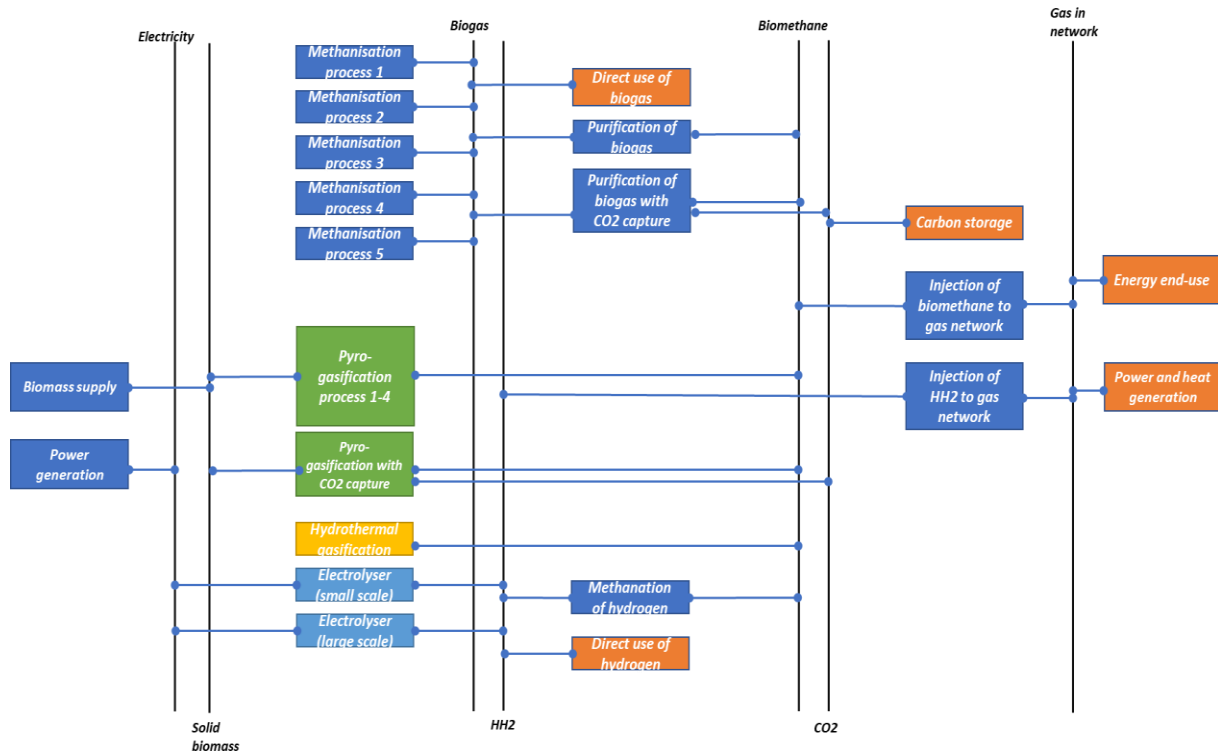 Electricity
Biogas
Biomethane
Gas in
network
Methanisation
process 1
Methanisation
process 2
Methanisation
process 3
Methanisation
process 4
Methanisation
process 5
Direct use of
biogas
Purification of
biogas
Purification of
biogas with CO2
capture
Carbon storage
Energy end-use
Injection of
biomethane to
gas network
Biomass supply
Pyro-
gasification
process 1-4
Injection of
HH2 to gas
network
Power and heat
generation
Power
generation
Pyro-
gasification with
CO2 capture
Hydrothermal
gasification
Electrolyser
(small scale)
Methanation
of hydrogen
Electrolyser
(large scale)
Direct use of
hydrogen
Solid
biomass
HH2
CO2